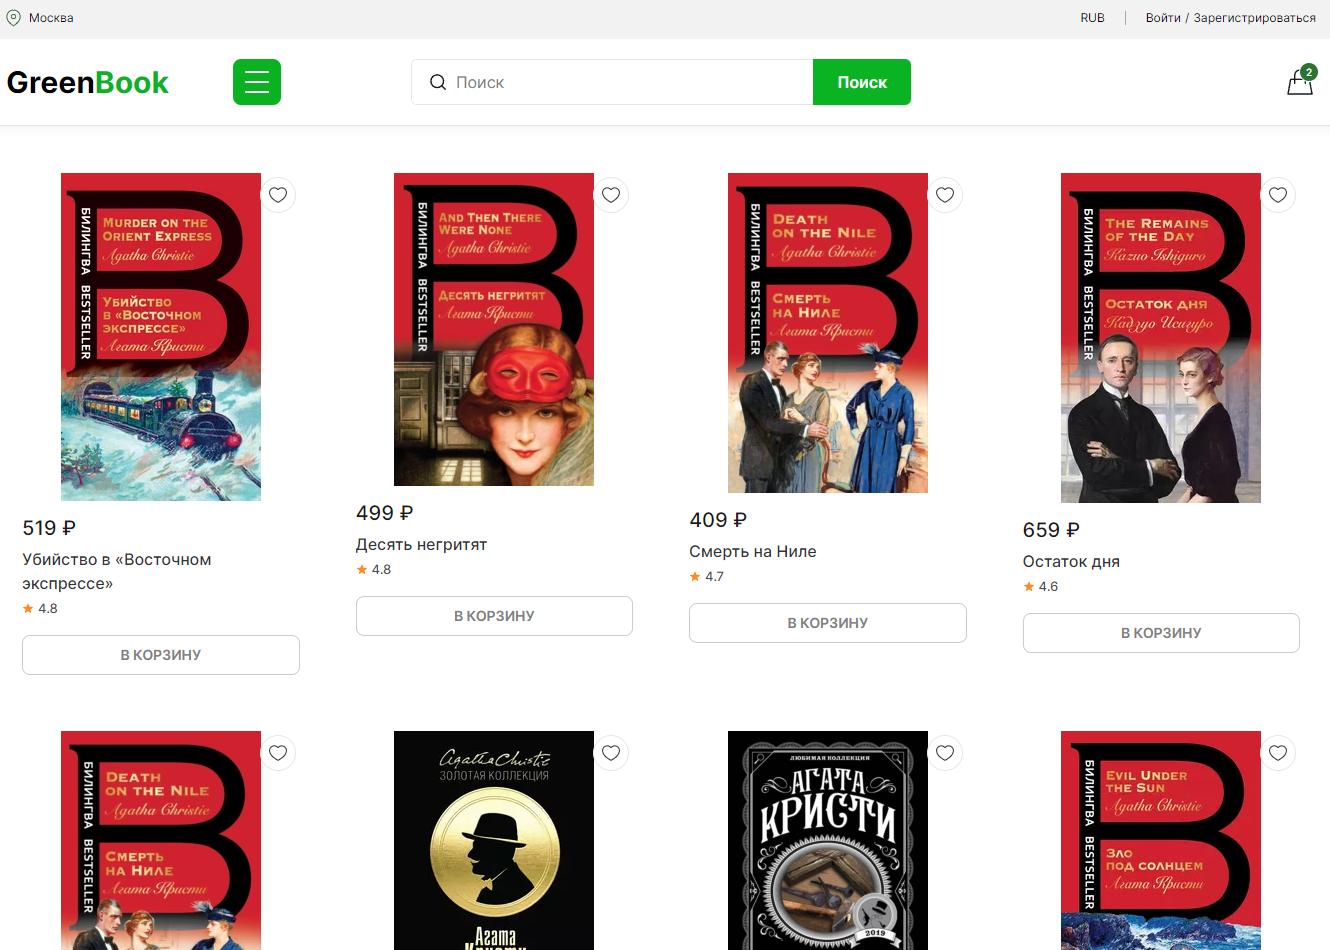 Москва
RUB
Войти / Зарегистрироваться
GreenBook
Поиск
Поиск
2
БИЛИНГВА BESTSELLER
MURDER ON THE
ORIENT EXPRESS
Agatha Christie
УБИЙСТВО
В «ВОСТОЧНОМ
ЭКСПРЕССЕ»
Агата Кристи
519 ₽
Убийство в «Восточном
экспрессе»
4.8
В КОРЗИНУ
БИЛИНГВА BESTSELLER
AND THEN THERE
WERE NONE
Agatha Christie
ДЕСЯТЬ НЕГРИТЯТ
Агата Кристи
499 ₽
Десять негритят
4.8
В КОРЗИНУ
БИЛИНГВА BESTSELLER
DEATH
ON THE NILE
Agatha Christie
СМЕРТЬ
НА НИЛЕ
Агата Кристи
409 ₽
Смерть на Ниле
4.7
В КОРЗИНУ
БИЛИНГВА BESTSELLER
THE REMAINS
OF THE DAY
Kazuo Ishiguro
ОСТАТОК ДНЯ
Кадзуо Исигуро
659 ₽
Остаток дня
4.6
В КОРЗИНУ
БИЛИНГВА BESTSELLER
DEATH
ON THE NILE
Agatha Christie
СМЕРТЬ
НА НИЛЕ
Агата Кристи
Agatha Christie
ЗОЛОТАЯ КОЛЛЕКЦИЯ
Агата
Кристи
ЛЮБИМАЯ КОЛЛЕКЦИЯ
АГАТА
КРИСТИ
2019
БИЛИНГВА BESTSELLER
EVIL UNDER
THE SUN
Agatha Christie
ЗЛО
ПОД СОЛНЦЕМ
Агата Кристи